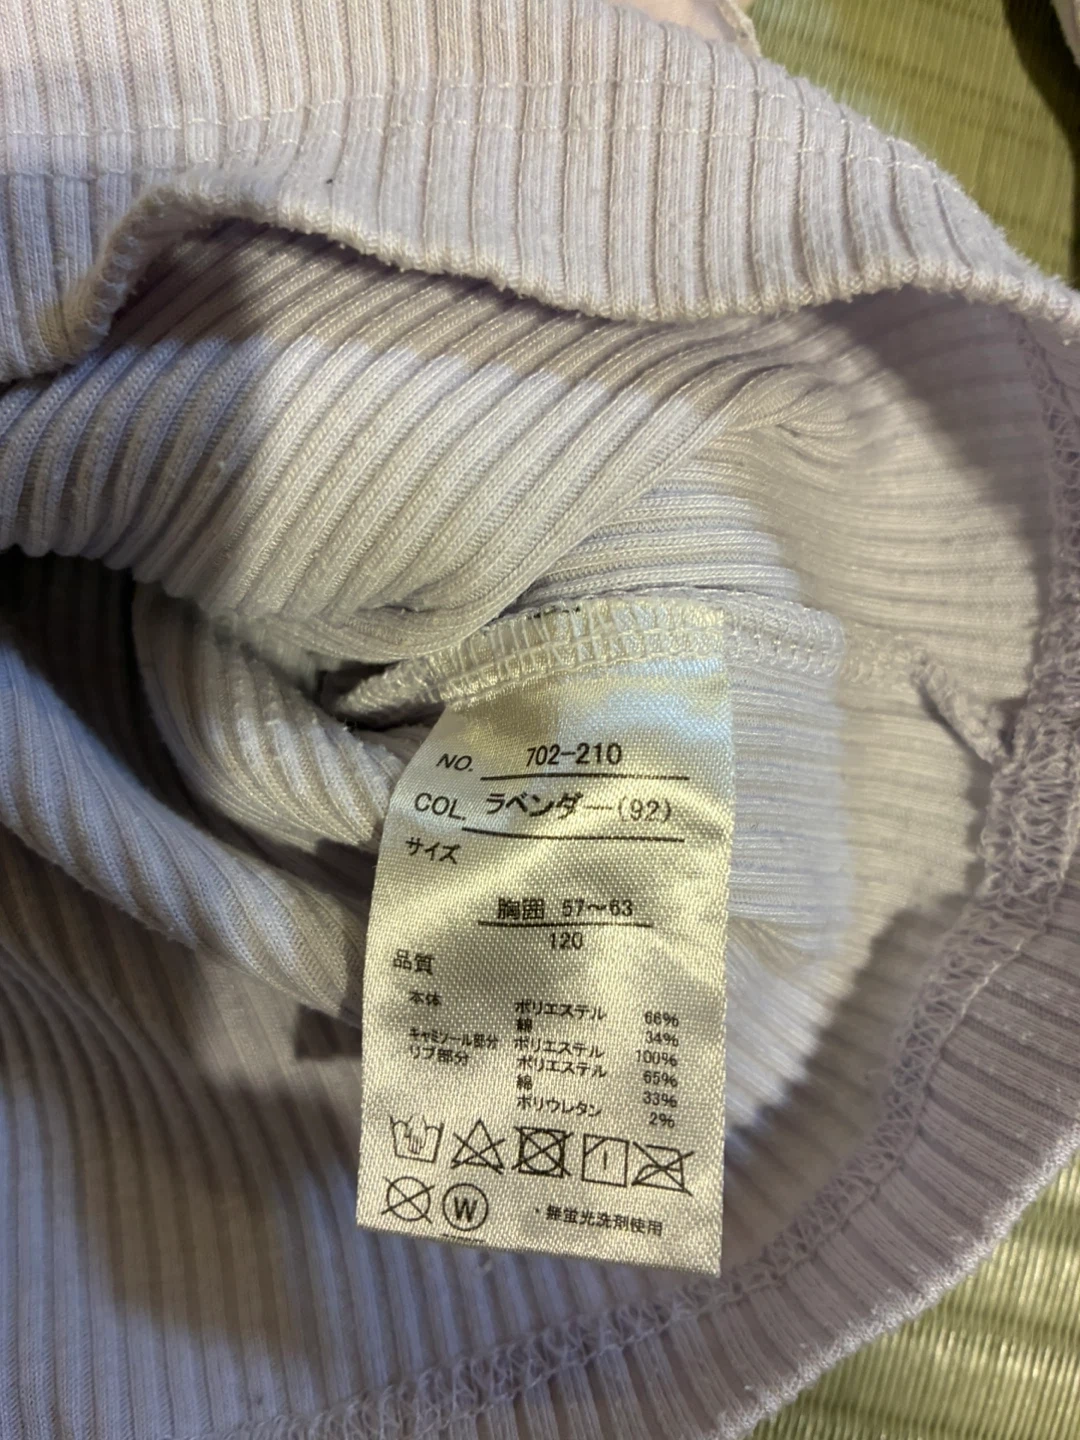 NO. 702-210
COL. ラベンダー(92)
サイズ
胸囲 57～63
120
品質
本体 ポリエステル 66%
綿 34%
キャミソール部分 ポリエステル 100%
リブ部分 ポリエステル 65%
綿 33%
ポリウレタン 2%
W
・無蛍光洗剤使用